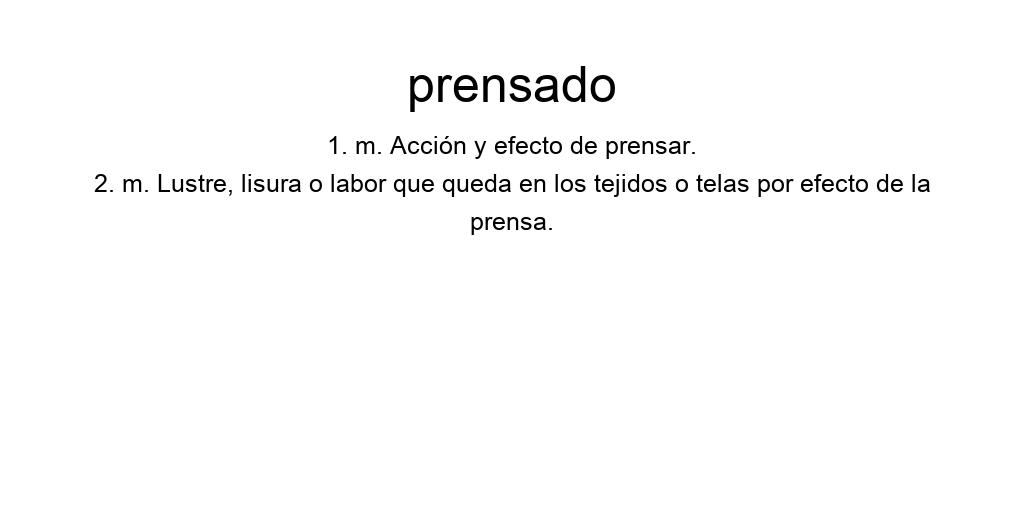 prensado
1. m. Acción y efecto de prensar.
2. m. Lustre, lisura o labor que queda en los tejidos o telas por efecto de la
prensa.